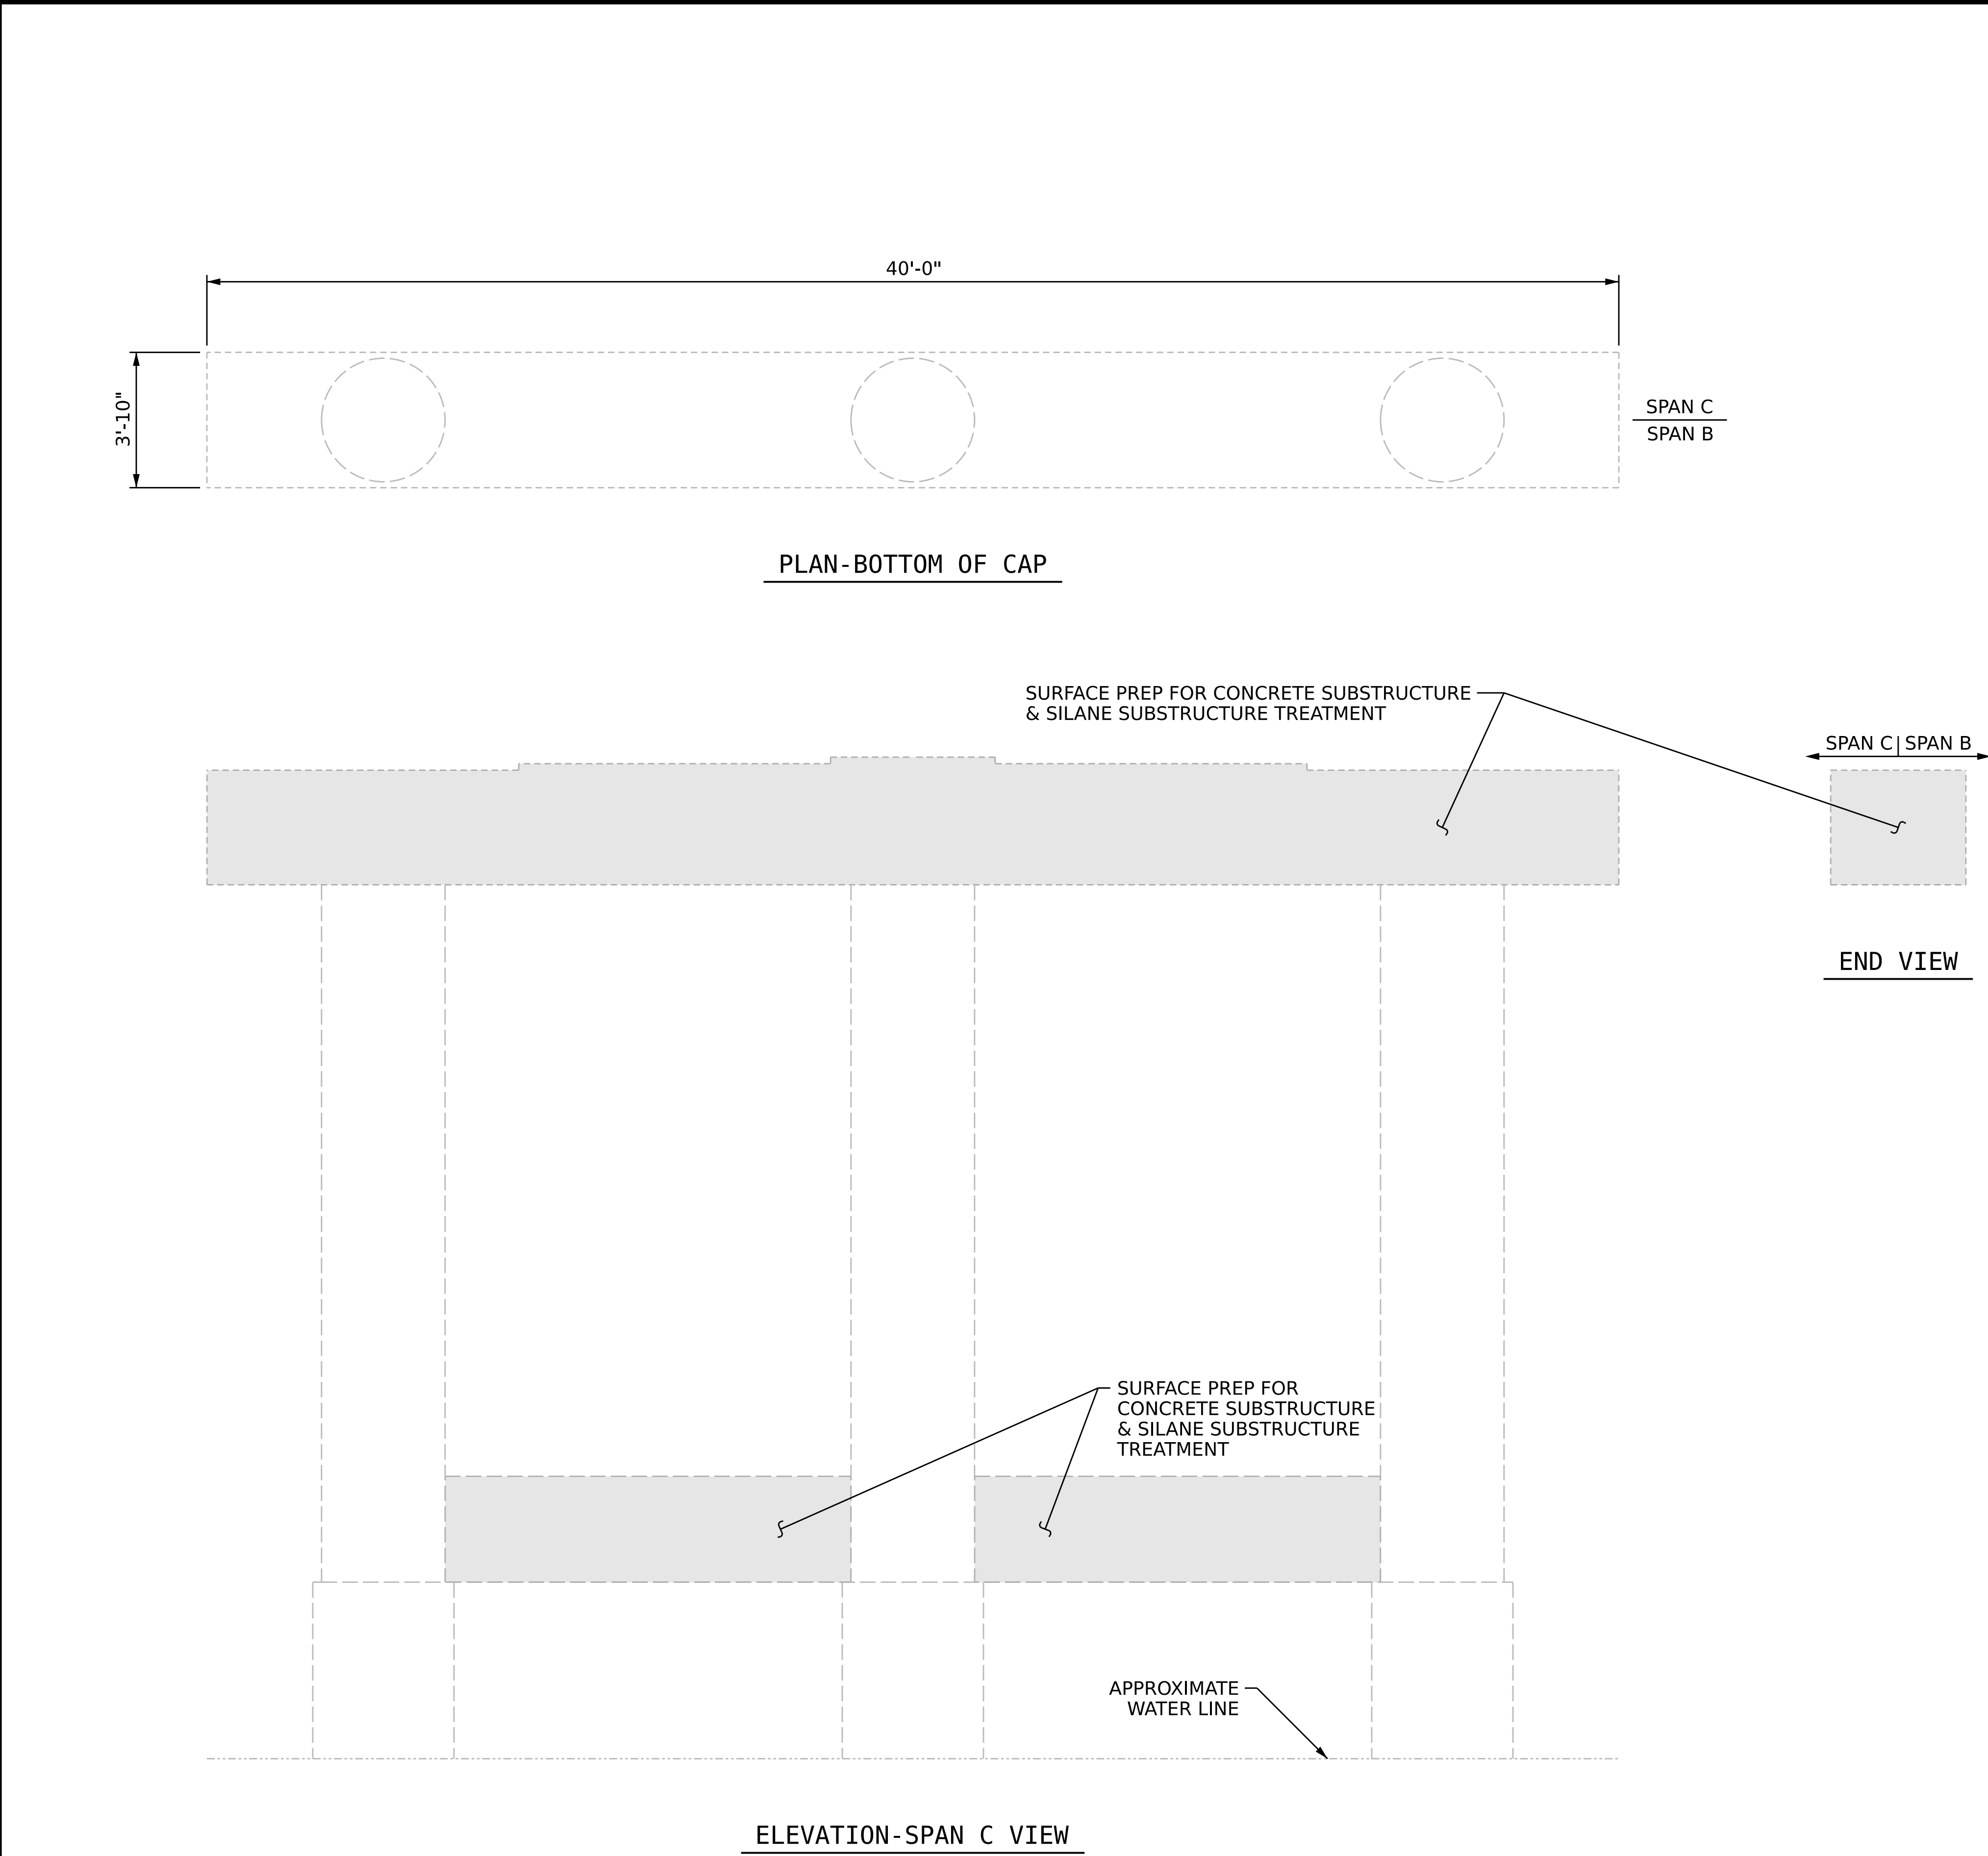 40'-0"
3'-10"
SPAN C
SPAN B
PLAN-BOTTOM OF CAP
SURFACE PREP FOR CONCRETE SUBSTRUCTURE
& SILANE SUBSTRUCTURE TREATMENT
SPAN C SPAN B
END VIEW
SURFACE PREP FOR
CONCRETE SUBSTRUCTURE
& SILANE SUBSTRUCTURE
TREATMENT
APPROXIMATE
WATER LINE
ELEVATION-SPAN C VIEW